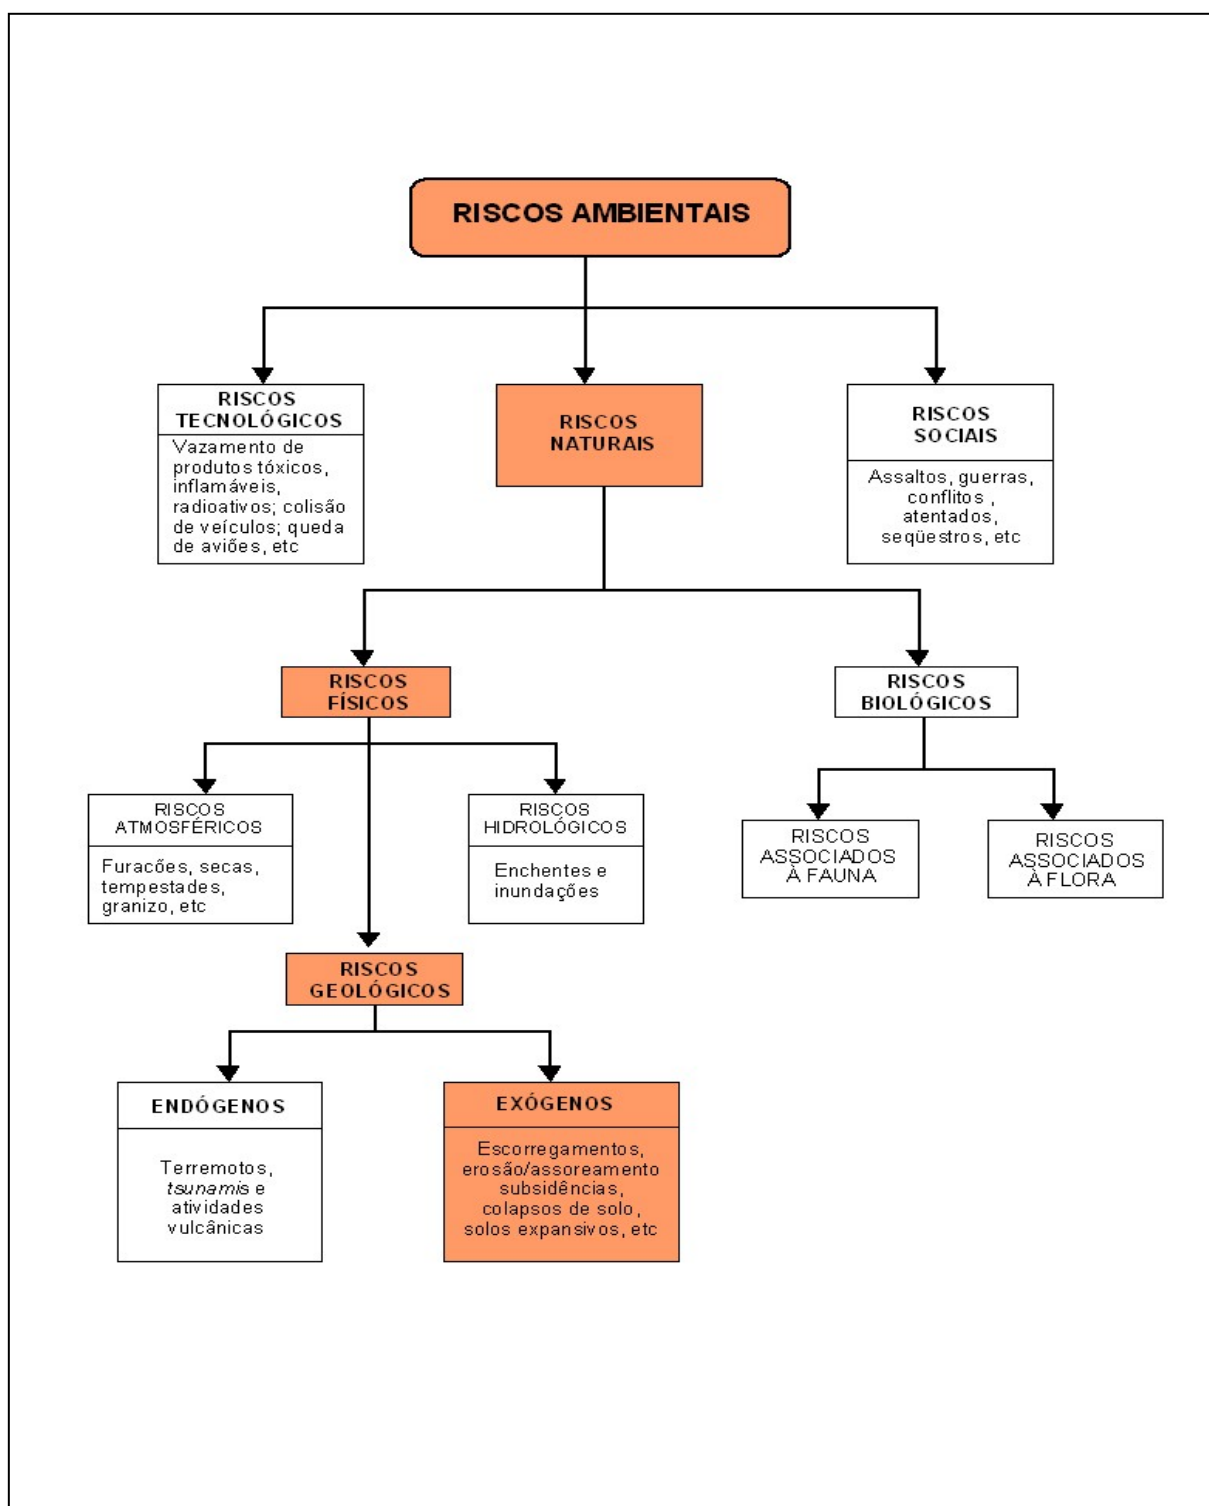 RISCOS AMBIENTAIS
RISCOS
TECNOLÓGICOS
Vazamento de
produtos tóxicos,
inflamáveis,
radioativos; colisão
de veículos; queda
de aviões, etc
RISCOS
NATURAIS
RISCOS
SOCIAIS
Assaltos, guerras,
conflitos ,
atentados,
seqüestros, etc
RISCOS
FÍSICOS
RISCOS
BIOLÓGICOS
RISCOS
ATMOSFÉRICOS
Furacões, secas,
tempestades,
granizo, etc
RISCOS
HIDROLÓGICOS
Enchentes e
inundações
RISCOS
ASSOCIADOS
À FAUNA
RISCOS
ASSOCIADOS
À FLORA
RISCOS
GEOLÓGICOS
ENDÓGENOS
Terremotos,
tsunamis e
atividades
vulcânicas
EXÓGENOS
Escorregamentos,
erosão/assoreamento
subsidências,
colapsos de solo,
solos expansivos, etc